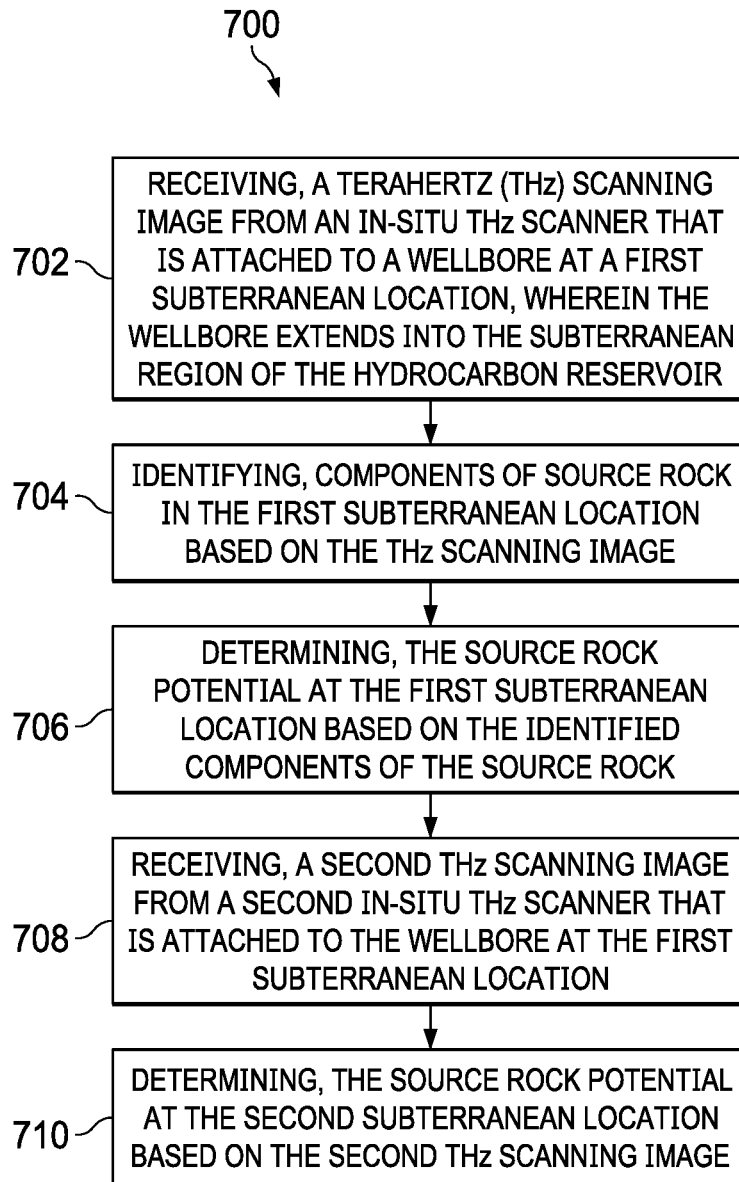 700
702
RECEIVING, A TERAHERTZ (THz) SCANNING
IMAGE FROM AN IN-SITU THz SCANNER THAT
IS ATTACHED TO A WELLBORE AT A FIRST
SUBTERRANEAN LOCATION, WHEREIN THE
WELLBORE EXTENDS INTO THE SUBTERRANEAN
REGION OF THE HYDROCARBON RESERVOIR
704
IDENTIFYING, COMPONENTS OF SOURCE ROCK
IN THE FIRST SUBTERRANEAN LOCATION
BASED ON THE THz SCANNING IMAGE
706
DETERMINING, THE SOURCE ROCK
POTENTIAL AT THE FIRST SUBTERRANEAN
LOCATION BASED ON THE IDENTIFIED
COMPONENTS OF THE SOURCE ROCK
708
RECEIVING, A SECOND THz SCANNING IMAGE
FROM A SECOND IN-SITU THz SCANNER THAT
IS ATTACHED TO THE WELLBORE AT THE FIRST
SUBTERRANEAN LOCATION
710
DETERMINING, THE SOURCE ROCK POTENTIAL
AT THE SECOND SUBTERRANEAN LOCATION
BASED ON THE SECOND THz SCANNING IMAGE